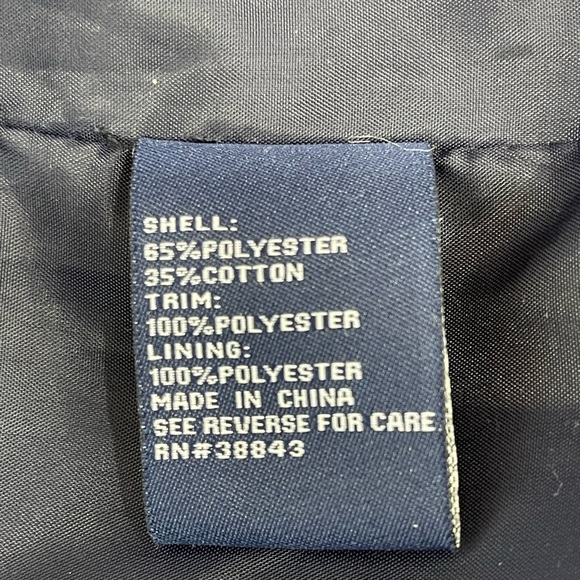 SHELL:
65%POLYESTER
35%COTTON
TRIM:
100%POLYESTER
LINING:
100%POLYESTER
MADE IN CHINA
SEE REVERSE FOR CARE
RN#38843